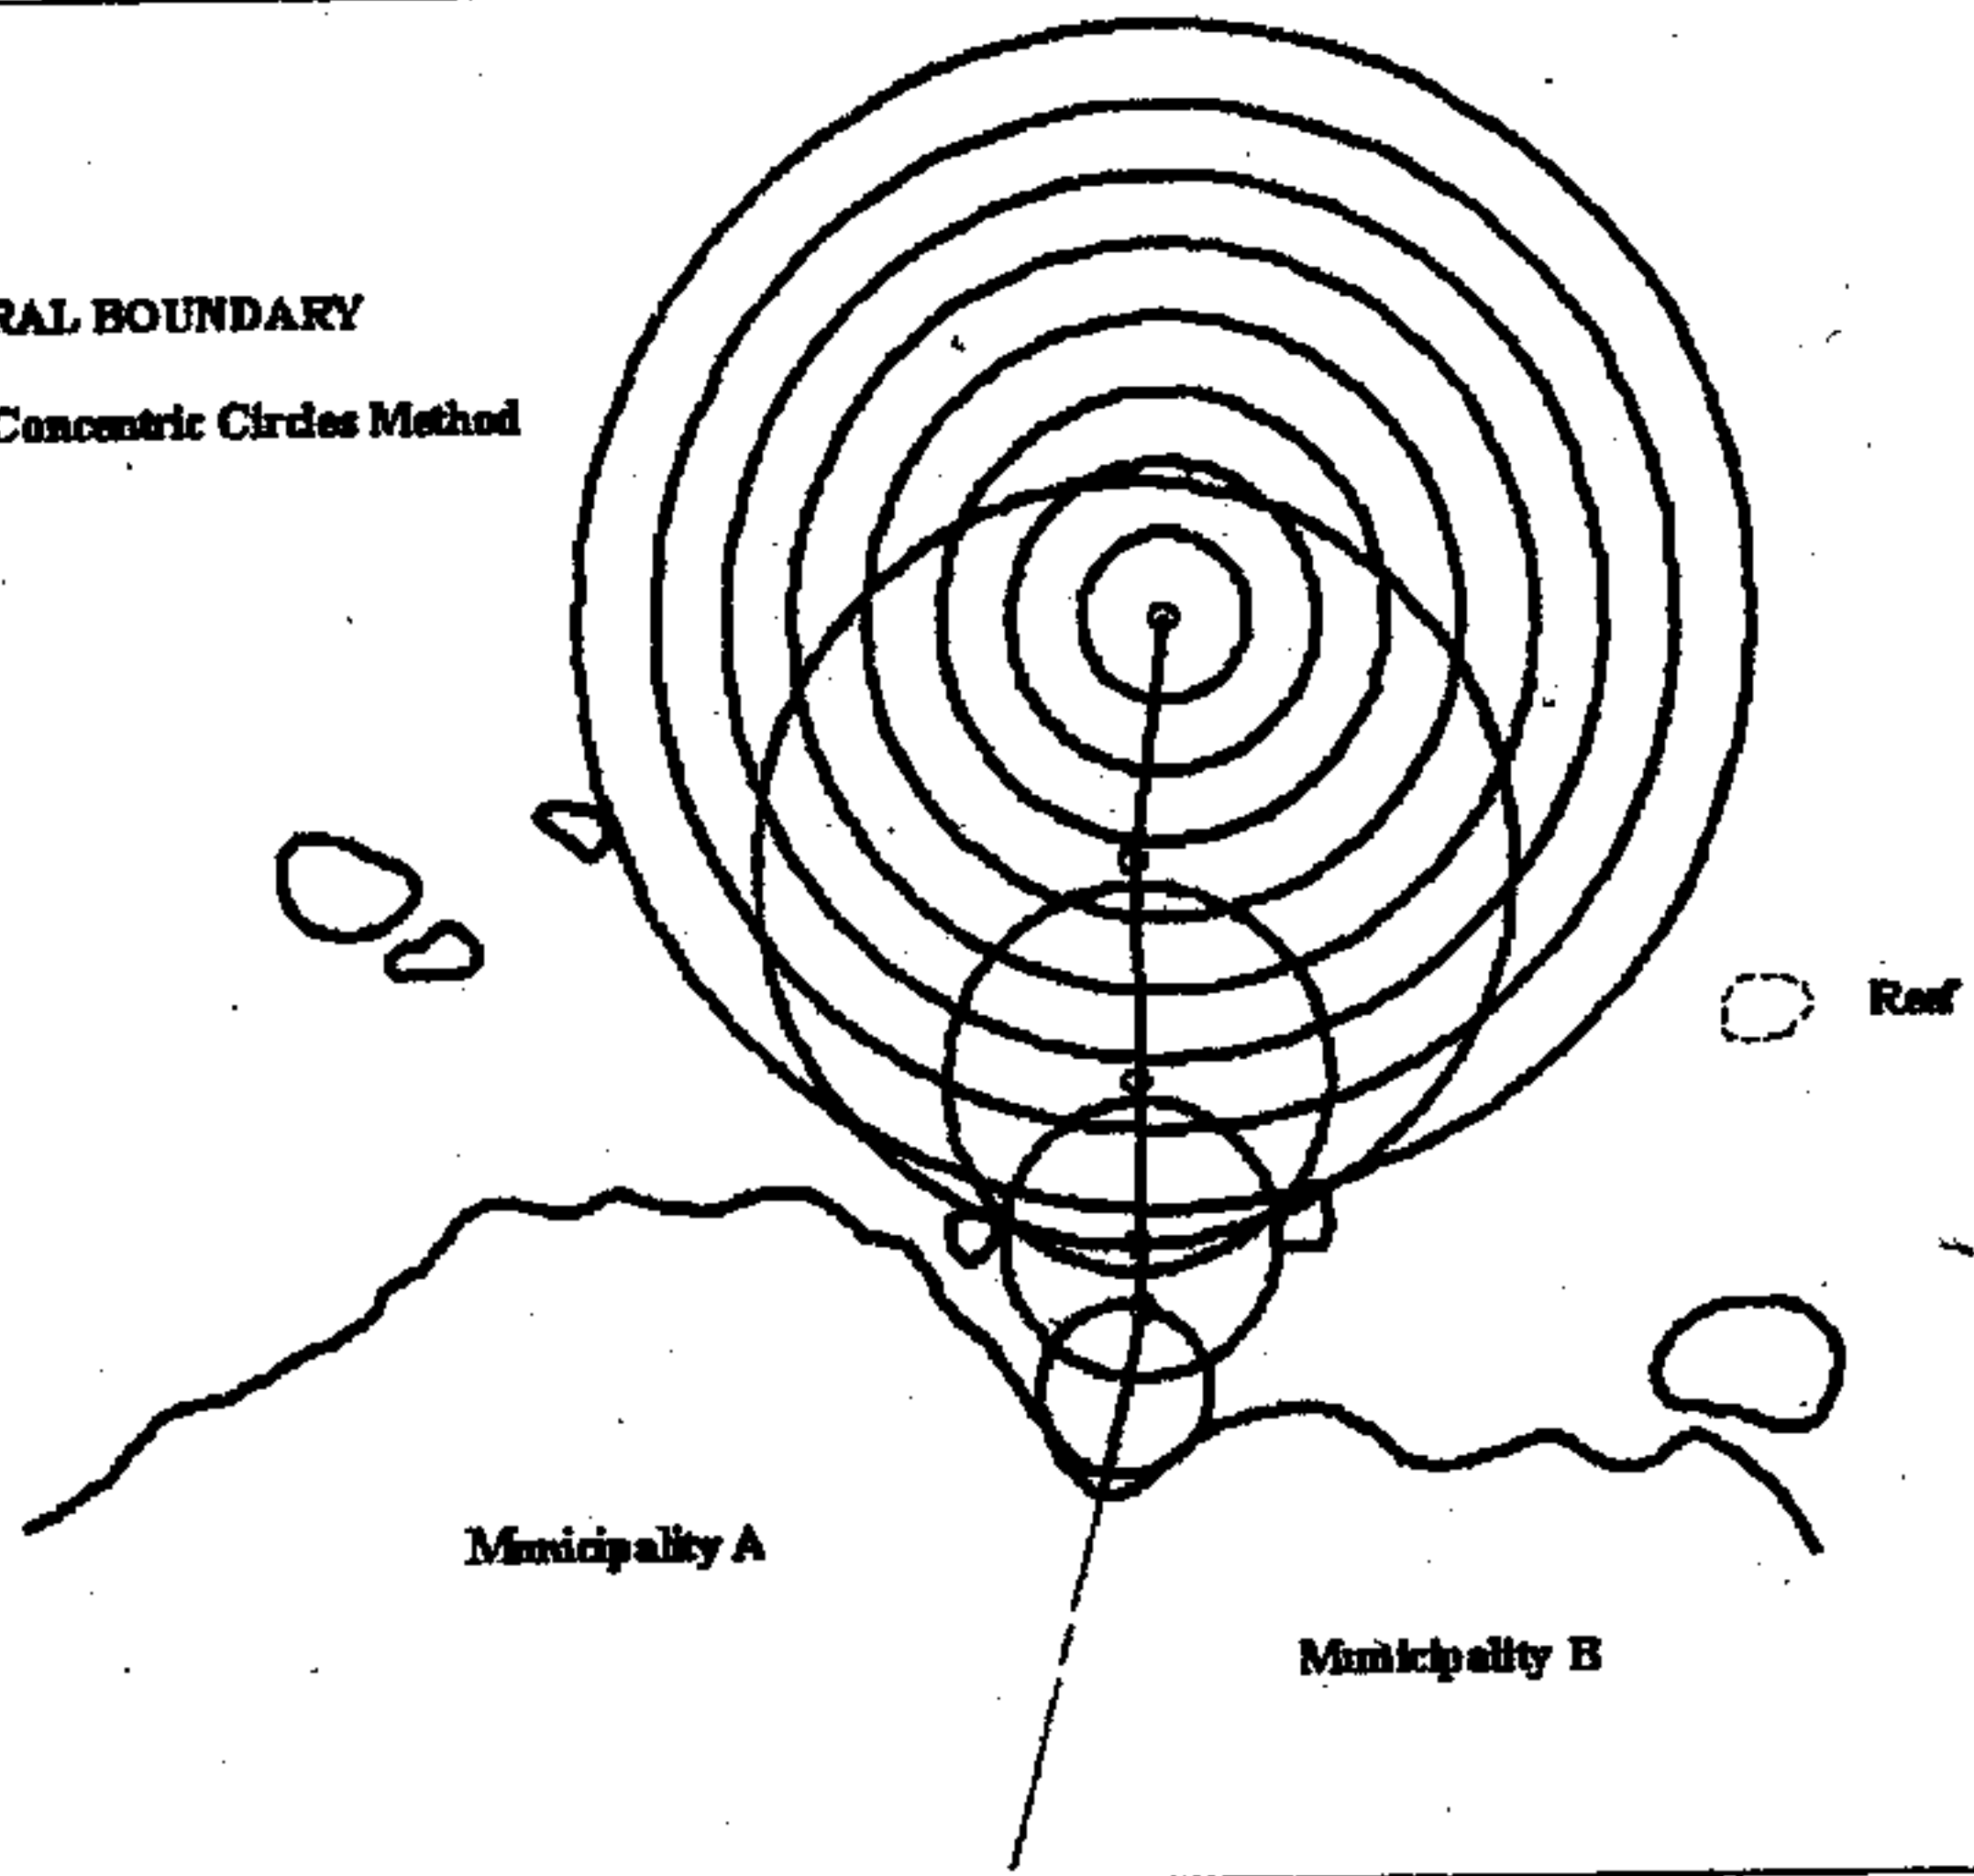 RAL BOUNDARY
Concentric Circles Method
Reef
Municipality A
Municipality B